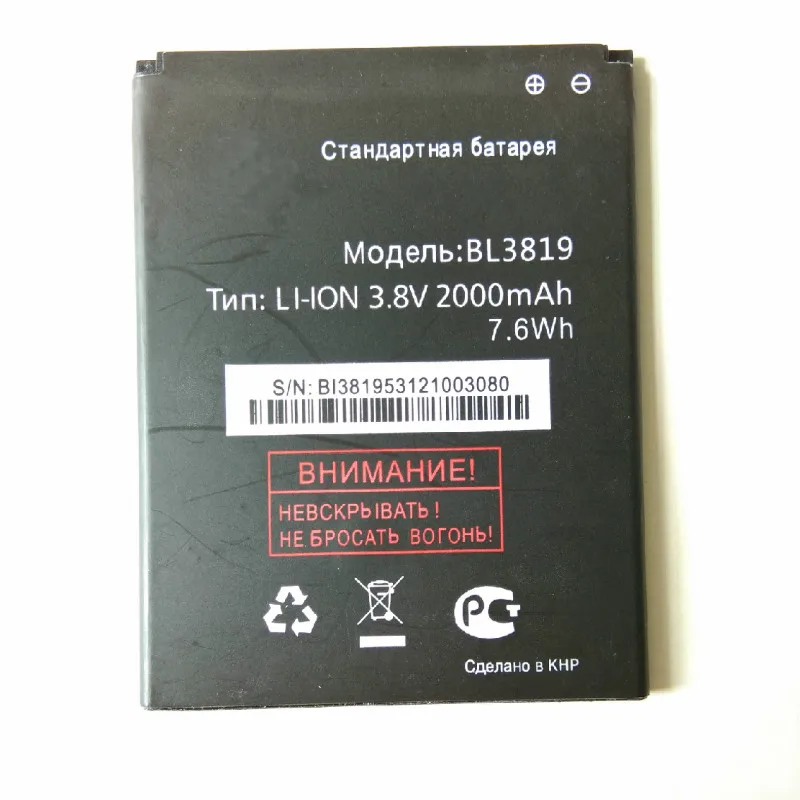 Стандартная батарея
Модель:BL3819
Тип: LI-ION 3.8V 2000mAh
7.6Wh
S/N: BI381953121003080
ВНИМАНИЕ!
НЕВСКРЫВАТЬ!
НЕ БРОСАТЬ ВОГОНЬ!
РСТ
Сделано в КНР